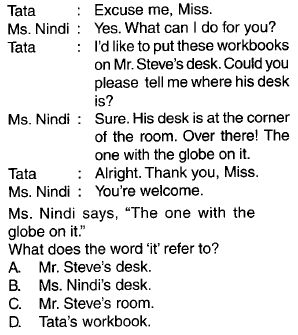 Tata : Excuse me, Miss.
Ms. Nindi : Yes. What can I do for you?
Tata : I'd like to put these workbooks
on Mr. Steve's desk. Could you
please tell me where his desk
is?
Ms. Nindi : Sure. His desk is at the corner
of the room. Over there! The
one with the globe on it.
Tata : Alright. Thank you, Miss.
Ms. Nindi : You're welcome.
Ms. Nindi says, “The one with the
globe on it.”
What does the word ‘it’ refer to?
A. Mr. Steve's desk.
B. Ms. Nindi's desk.
C. Mr. Steve's room.
D. Tata's workbook.